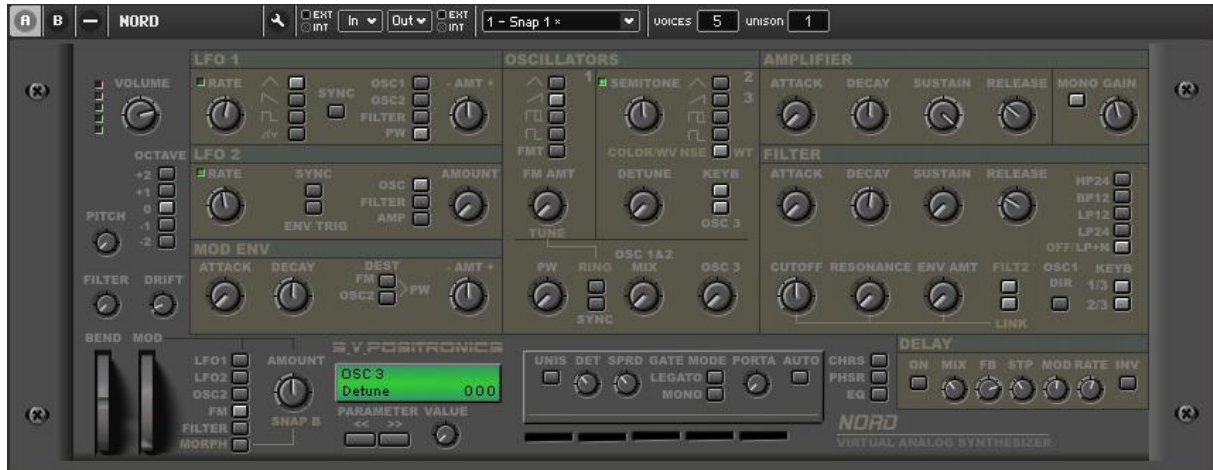 A B NORD EXT INT In Out EXT INT 1 - Snap 1 × VOICES 5 unison 1
LFO 1 OSCILLATORS AMPLIFIER
VOLUME RATE SYNC OSC1 OSC2 FILTER PW - AMT + 1 SEMITONE 2 3 ATTACK DECAY SUSTAIN RELEASE MONO GAIN
FMT COLOR/WV NSE WT
OCTAVE LFO 2 FILTER
+2 +1 0 -1 -2 RATE SYNC ENV TRIG OSC FILTER AMP AMOUNT FM AMT DETUNE KEYB OSC 3 ATTACK DECAY SUSTAIN RELEASE HP24 BP12 LP12 LP24 OFF/LP+N
PITCH TUNE
MOD ENV OSC 1&2
FILTER DRIFT ATTACK DECAY DEST FM OSC2 PW - AMT + PW RING SYNC MIX OSC 3 CUTOFF RESONANCE ENV AMT FILT2 OSC1 DIR KEYB 1/3 2/3
LINK
BEND MOD S.V.POSITRONICS DELAY
LFO1 LFO2 OSC2 FM FILTER MORPH AMOUNT SNAP B
OSC 3
Detune 000
PARAMETER VALUE
<< >>
UNIS DET SPRD GATE MODE PORTA AUTO
LEGATO
MONO
CHRS
PHSR
EQ
ON MIX FB STP MOD RATE INV
NORD
VIRTUAL ANALOG SYNTHESIZER